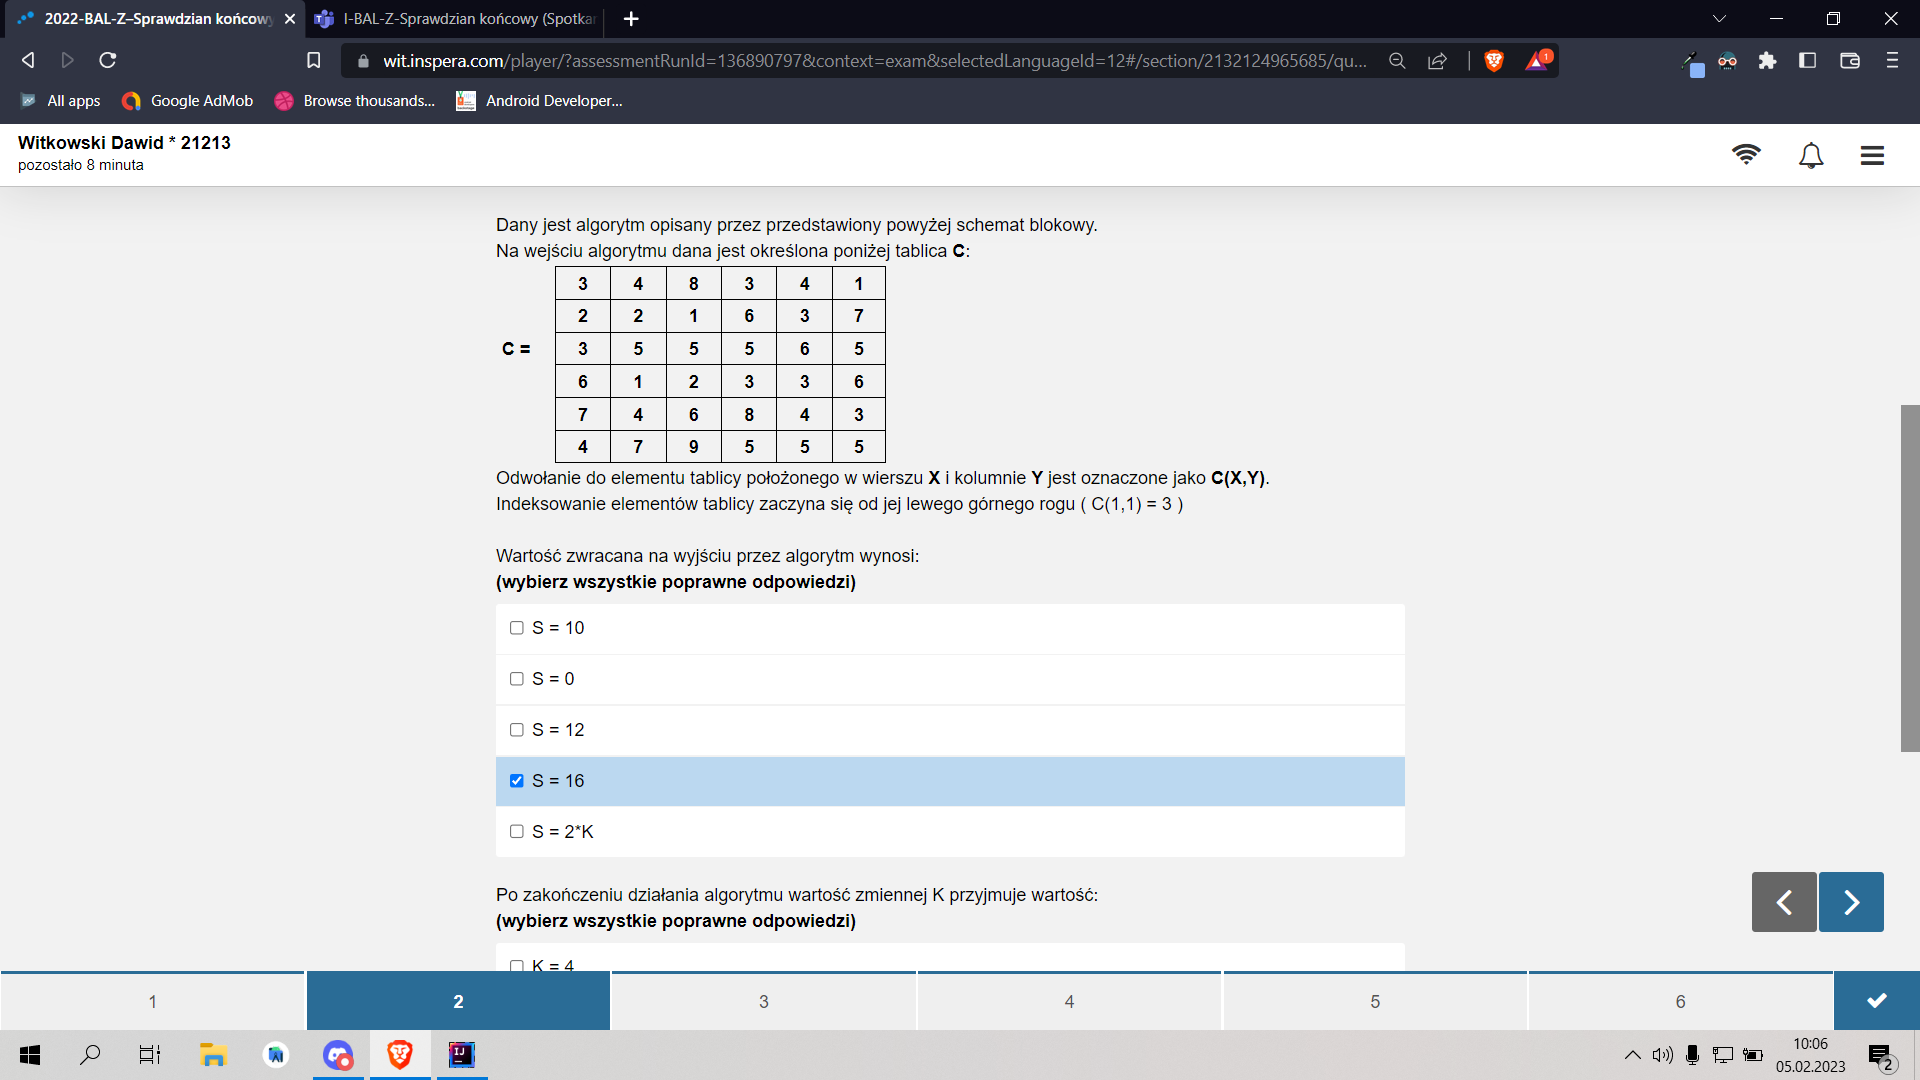 2022-BAL-Z–Sprawdzian końcowy
I-BAL-Z-Sprawdzian końcowy (Spotka
wit.inspera.com/player/?assessmentRunId=136890797&context=exam&selectedLanguageId=12#/section/2132124965685/qu...
1
All apps
Google AdMob
Browse thousands...
Android Developer...
Witkowski Dawid * 21213
pozostało 8 minuta
Dany jest algorytm opisany przez przedstawiony powyżej schemat blokowy.
Na wejściu algorytmu dana jest określona poniżej tablica C:
3 4 8 3 4 1
2 2 1 6 3 7
C = 3 5 5 5 6 5
6 1 2 3 3 6
7 4 6 8 4 3
4 7 9 5 5 5
Odwołanie do elementu tablicy położonego w wierszu X i kolumnie Y jest oznaczone jako C(X,Y).
Indeksowanie elementów tablicy zaczyna się od jej lewego górnego rogu ( C(1,1) = 3 )
Wartość zwracana na wyjściu przez algorytm wynosi:
(wybierz wszystkie poprawne odpowiedzi)
S = 10
S = 0
S = 12
S = 16
S = 2*K
Po zakończeniu działania algorytmu wartość zmiennej K przyjmuje wartość:
(wybierz wszystkie poprawne odpowiedzi)
K = 4
1 2 3 4 5 6
10:06
05.02.2023
2